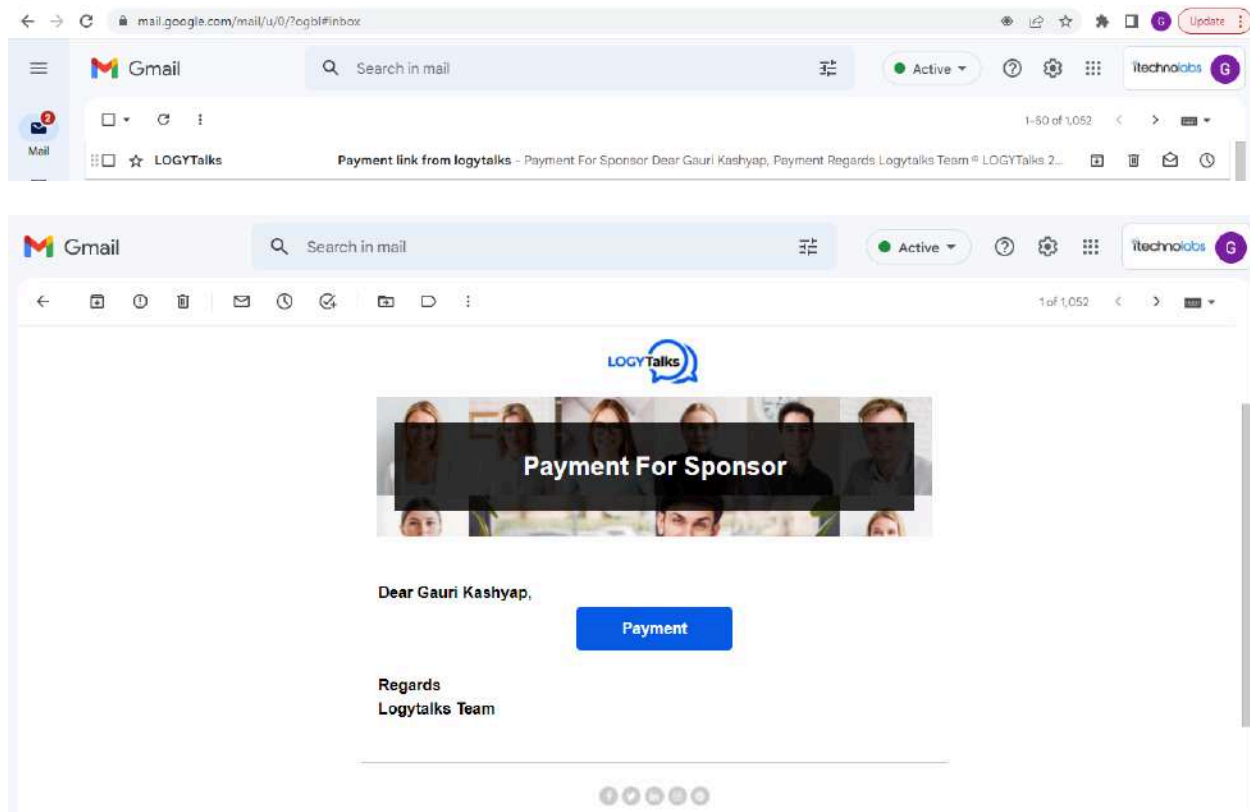 mail.google.com/mail/u/0/?ogbl#inbox
G
Update
Gmail
Search in mail
Active
itechnolabs
G
2
Mail
1-50 of 1,052
LOGYTalks
Payment link from logytalks - Payment For Sponsor Dear Gauri Kashyap, Payment Regards Logytalks Team © LOGYTalks 2...
Gmail
Search in mail
Active
itechnolabs
G
1 of 1,052
LOGYTalks
Payment For Sponsor
Dear Gauri Kashyap,
Payment
Regards
Logytalks Team